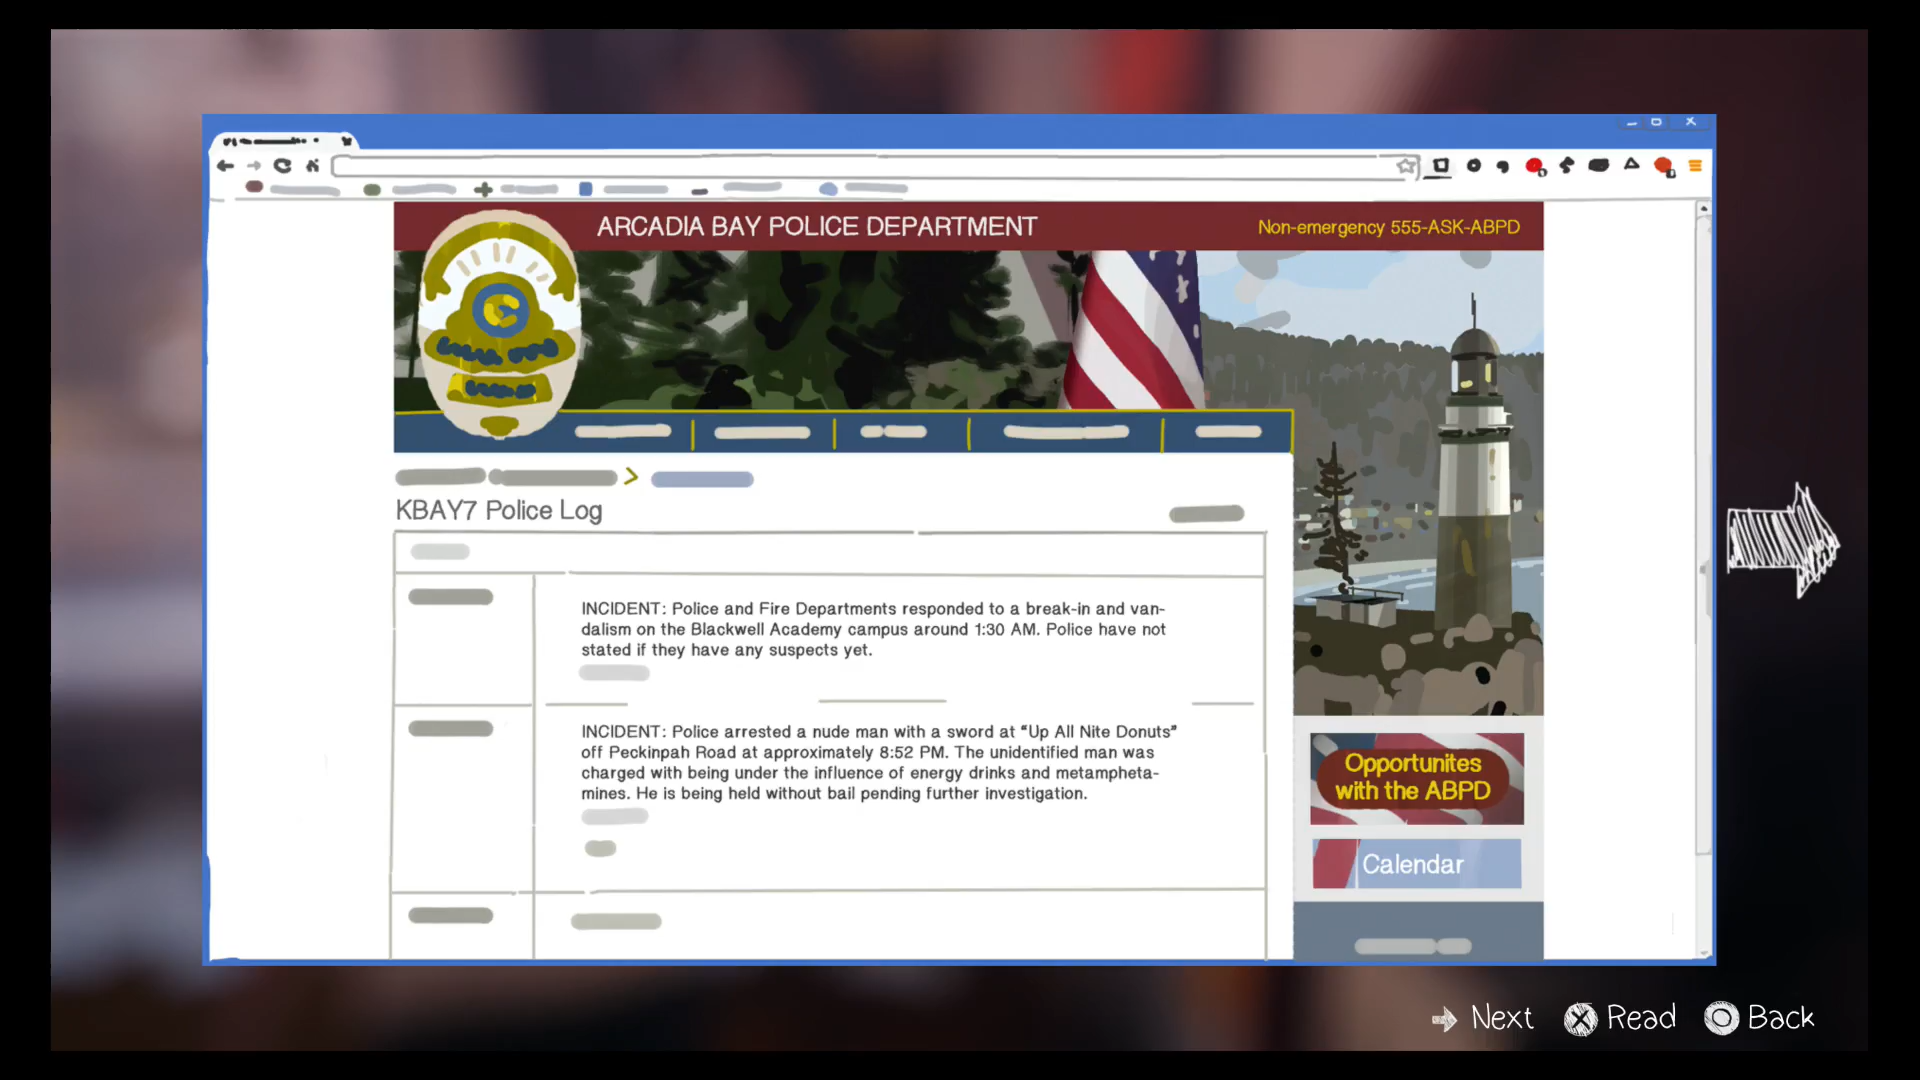 ARCADIA BAY POLICE DEPARTMENT
Non-emergency 555-ASK-ABPD
KBAY7 Police Log
INCIDENT: Police and Fire Departments responded to a break-in and van-
dalism on the Blackwell Academy campus around 1:30 AM. Police have not
stated if they have any suspects yet.
INCIDENT: Police arrested a nude man with a sword at “Up All Nite Donuts”
off Peckinpah Road at approximately 8:52 PM. The unidentified man was
charged with being under the influence of energy drinks and metampheta-
mines. He is being held without bail pending further investigation.
Opportunites
with the ABPD
Calendar
Next
Read
Back